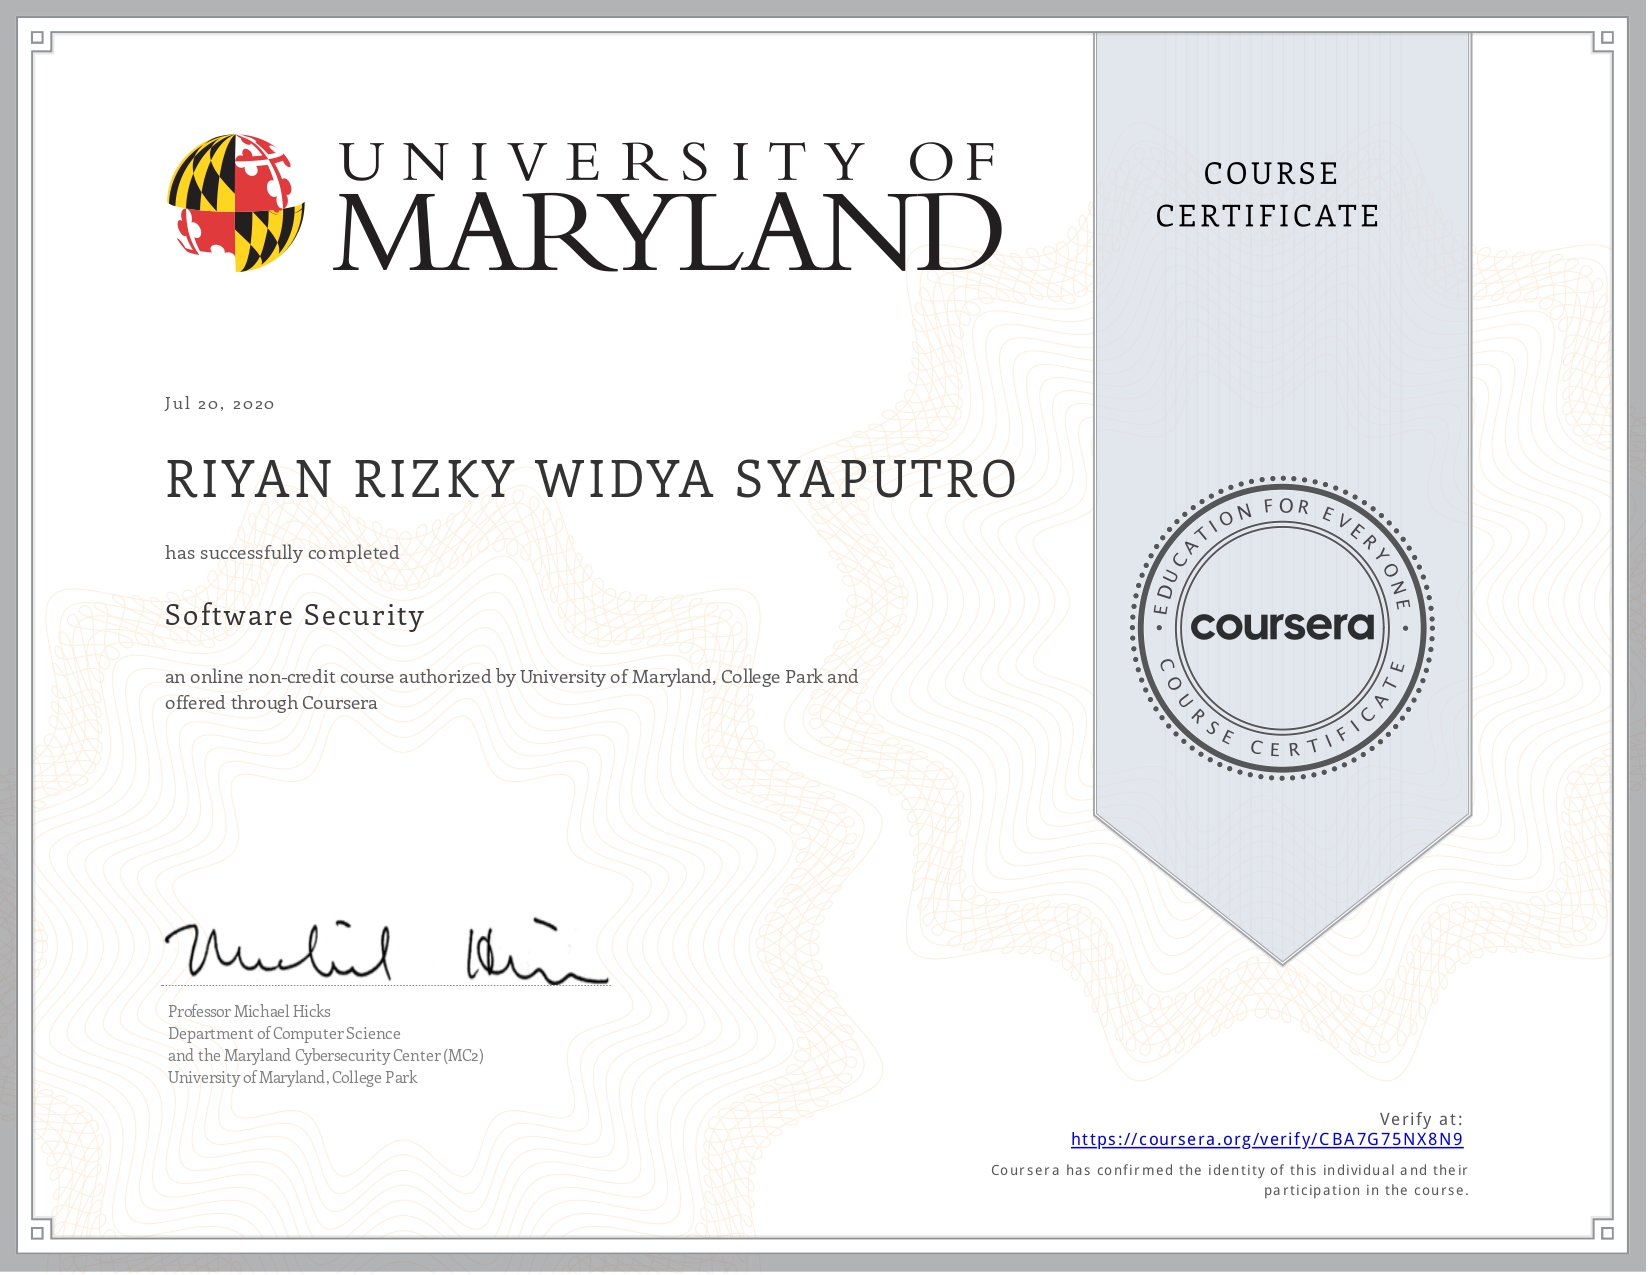 UNIVERSITY OF
MARYLAND
COURSE
CERTIFICATE
Jul 20, 2020
RIYAN RIZKY WIDYA SYAPUTRO
has successfully completed
Software Security
an online non-credit course authorized by University of Maryland, College Park and
offered through Coursera
EDUCATION FOR EVERYONE
coursera
COURSE CERTIFICATE
Michael Hicks
Professor Michael Hicks
Department of Computer Science
and the Maryland Cybersecurity Center (MC2)
University of Maryland, College Park
Verify at:
https://coursera.org/verify/CBA7G75NX8N9
Coursera has confirmed the identity of this individual and their
participation in the course.